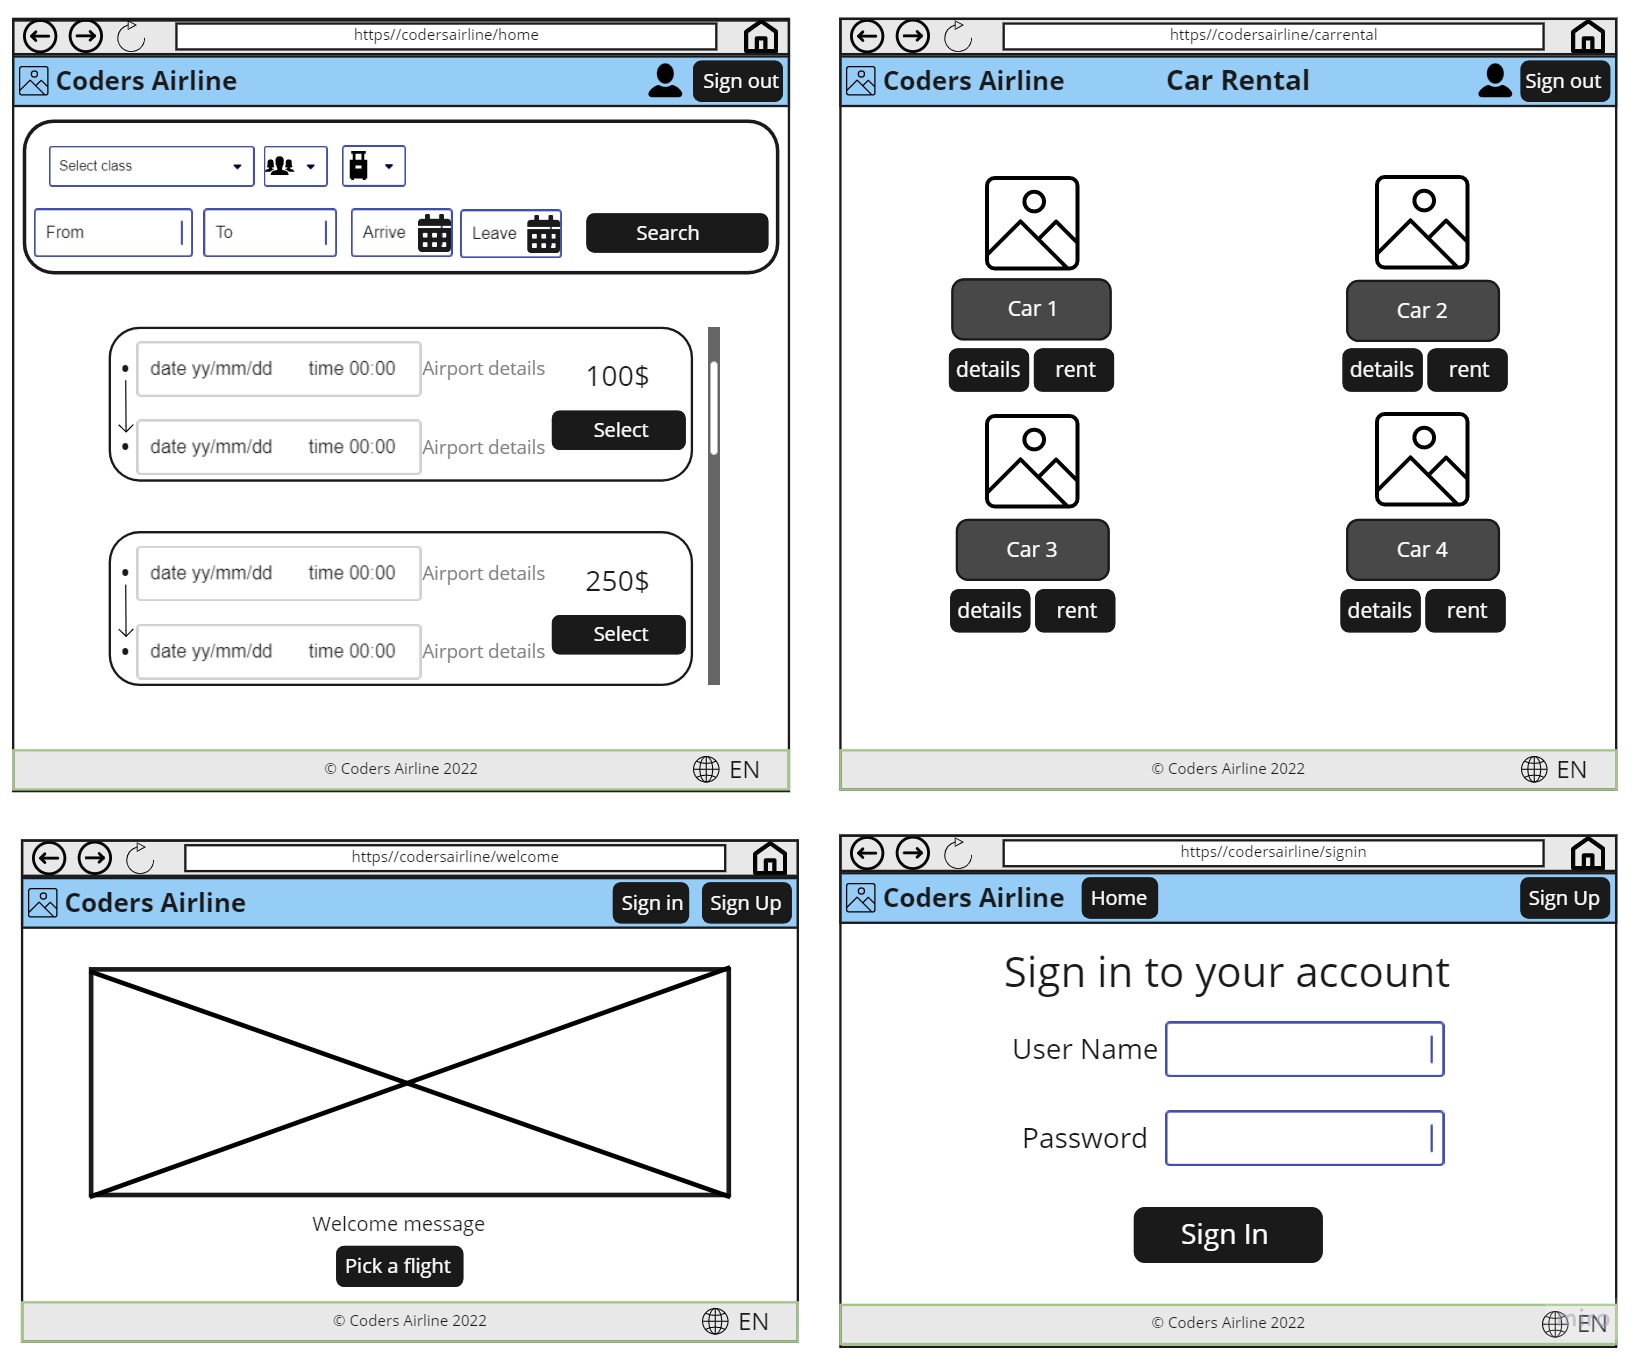 https//codersairline/home
Coders Airline
Sign out
Select class
From
To
Arrive
Leave
Search
date yy/mm/dd time 00:00 Airport details
100$
Select
date yy/mm/dd time 00:00 Airport details
date yy/mm/dd time 00:00 Airport details
250$
Select
date yy/mm/dd time 00:00 Airport details
© Coders Airline 2022
EN
https//codersairline/carrental
Coders Airline
Car Rental
Sign out
Car 1
Car 2
details rent
details rent
Car 3
Car 4
details rent
details rent
© Coders Airline 2022
EN
https//codersairline/welcome
Coders Airline
Sign in
Sign Up
Welcome message
Pick a flight
© Coders Airline 2022
EN
https//codersairline/signin
Coders Airline
Home
Sign Up
Sign in to your account
User Name
Password
Sign In
© Coders Airline 2022
EN
miro